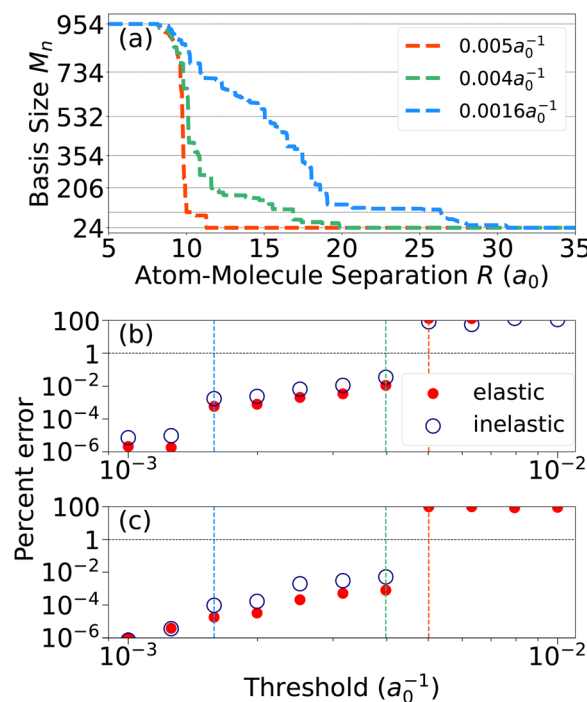 954
734
532
354
206
24
Basis Size Mₙ
(a)
0.005a₀⁻¹
0.004a₀⁻¹
0.0016a₀⁻¹
5 10 15 20 25 30 35
Atom-Molecule Separation R (a₀)
Percent error
(b)
100
1
10⁻²
10⁻⁴
10⁻⁶
elastic
inelastic
10⁻³ 10⁻²
(c)
100
1
10⁻²
10⁻⁴
10⁻⁶
10⁻³ 10⁻²
Threshold (a₀⁻¹)